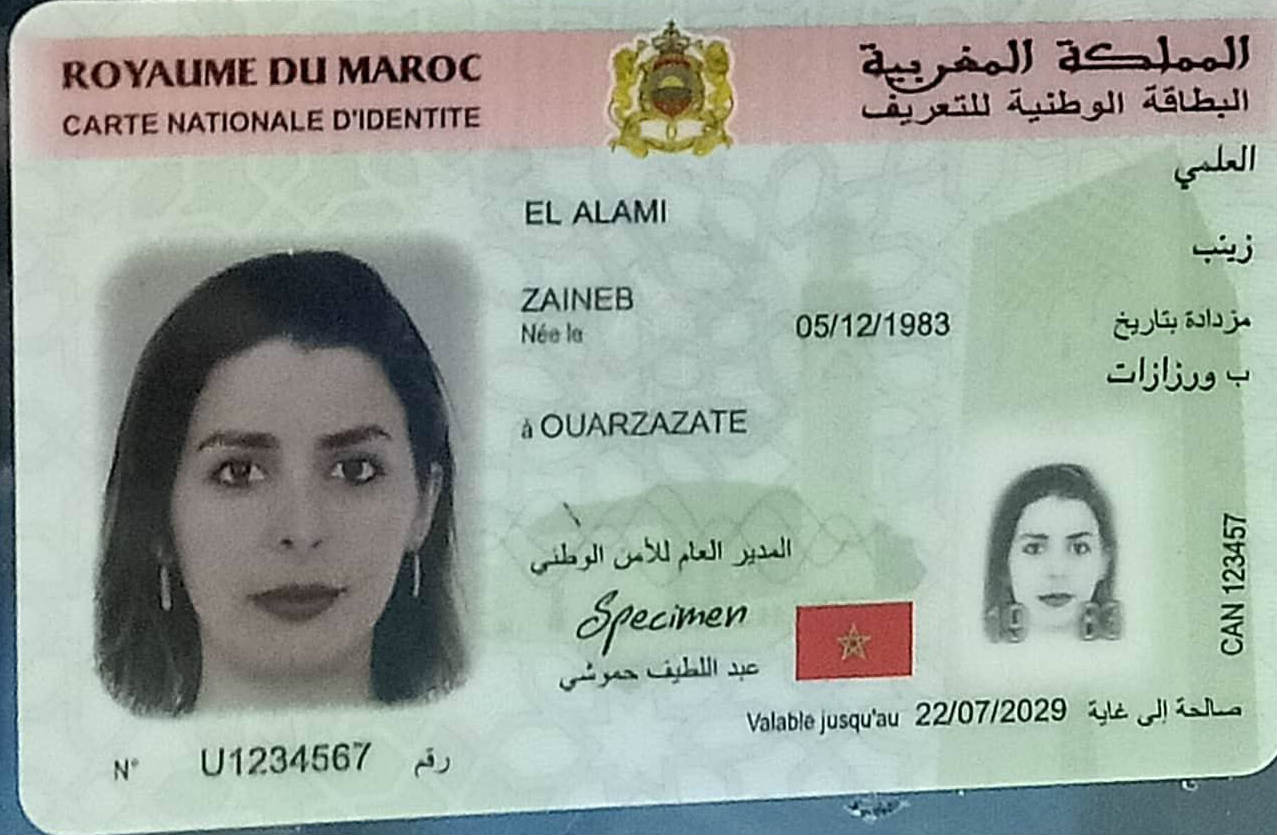 ROYAUME DU MAROC
المملكة المغربية
CARTE NATIONALE D'IDENTITE
البطاقة الوطنية للتعريف
العلمي
EL ALAMI
زينب
ZAINEB
Née le
05/12/1983
مزدادة بتاريخ
ب ورزازات
à OUARZAZATE
المدير العام للأمن الوطني
Specimen
عبد اللطيف حموشي
CAN 123457
Valable jusqu'au 22/07/2029 صالحة إلى غاية
N° U1234567 رقم